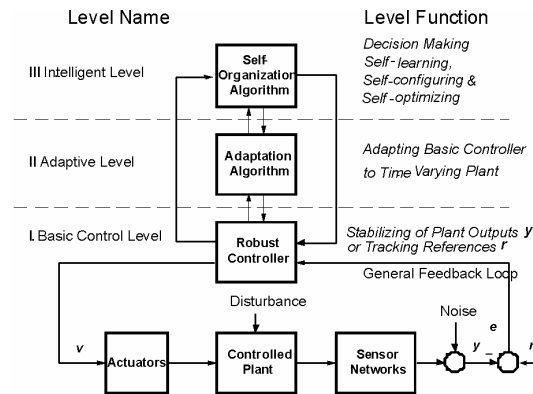 Level Name
Level Function
III Intelligent Level
Self-
Organization
Algorithm
Decision Making
Self-learning,
Self-configuring &
Self-optimizing
II Adaptive Level
Adaptation
Algorithm
Adapting Basic Controller
to Time Varying Plant
I. Basic Control Level
Robust
Controller
Stabilizing of Plant Outputs y
or Tracking References r
General Feedback Loop
Disturbance
Noise
e
v
Actuators
Controlled
Plant
Sensor
Networks
y
_
r